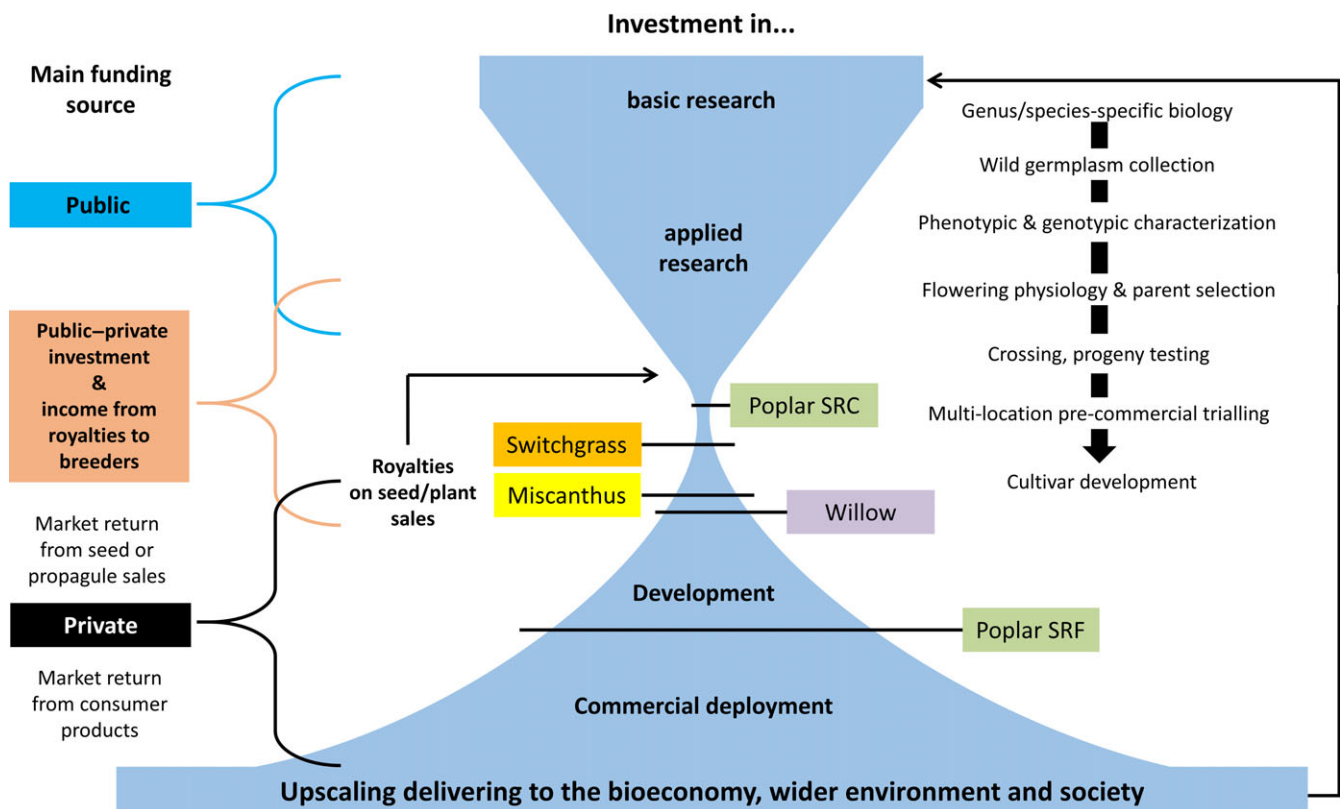 Investment in...
Main funding
source
Public
Public–private
investment
&
income from
royalties to
breeders
Market return
from seed or
propagule sales
Private
Market return
from consumer
products
Royalties
on seed/plant
sales
basic research
applied
research
Poplar SRC
Switchgrass
Miscanthus
Willow
Development
Poplar SRF
Commercial deployment
Upscaling delivering to the bioeconomy, wider environment and society
Genus/species-specific biology
Wild germplasm collection
Phenotypic & genotypic characterization
Flowering physiology & parent selection
Crossing, progeny testing
Multi-location pre-commercial trialling
Cultivar development